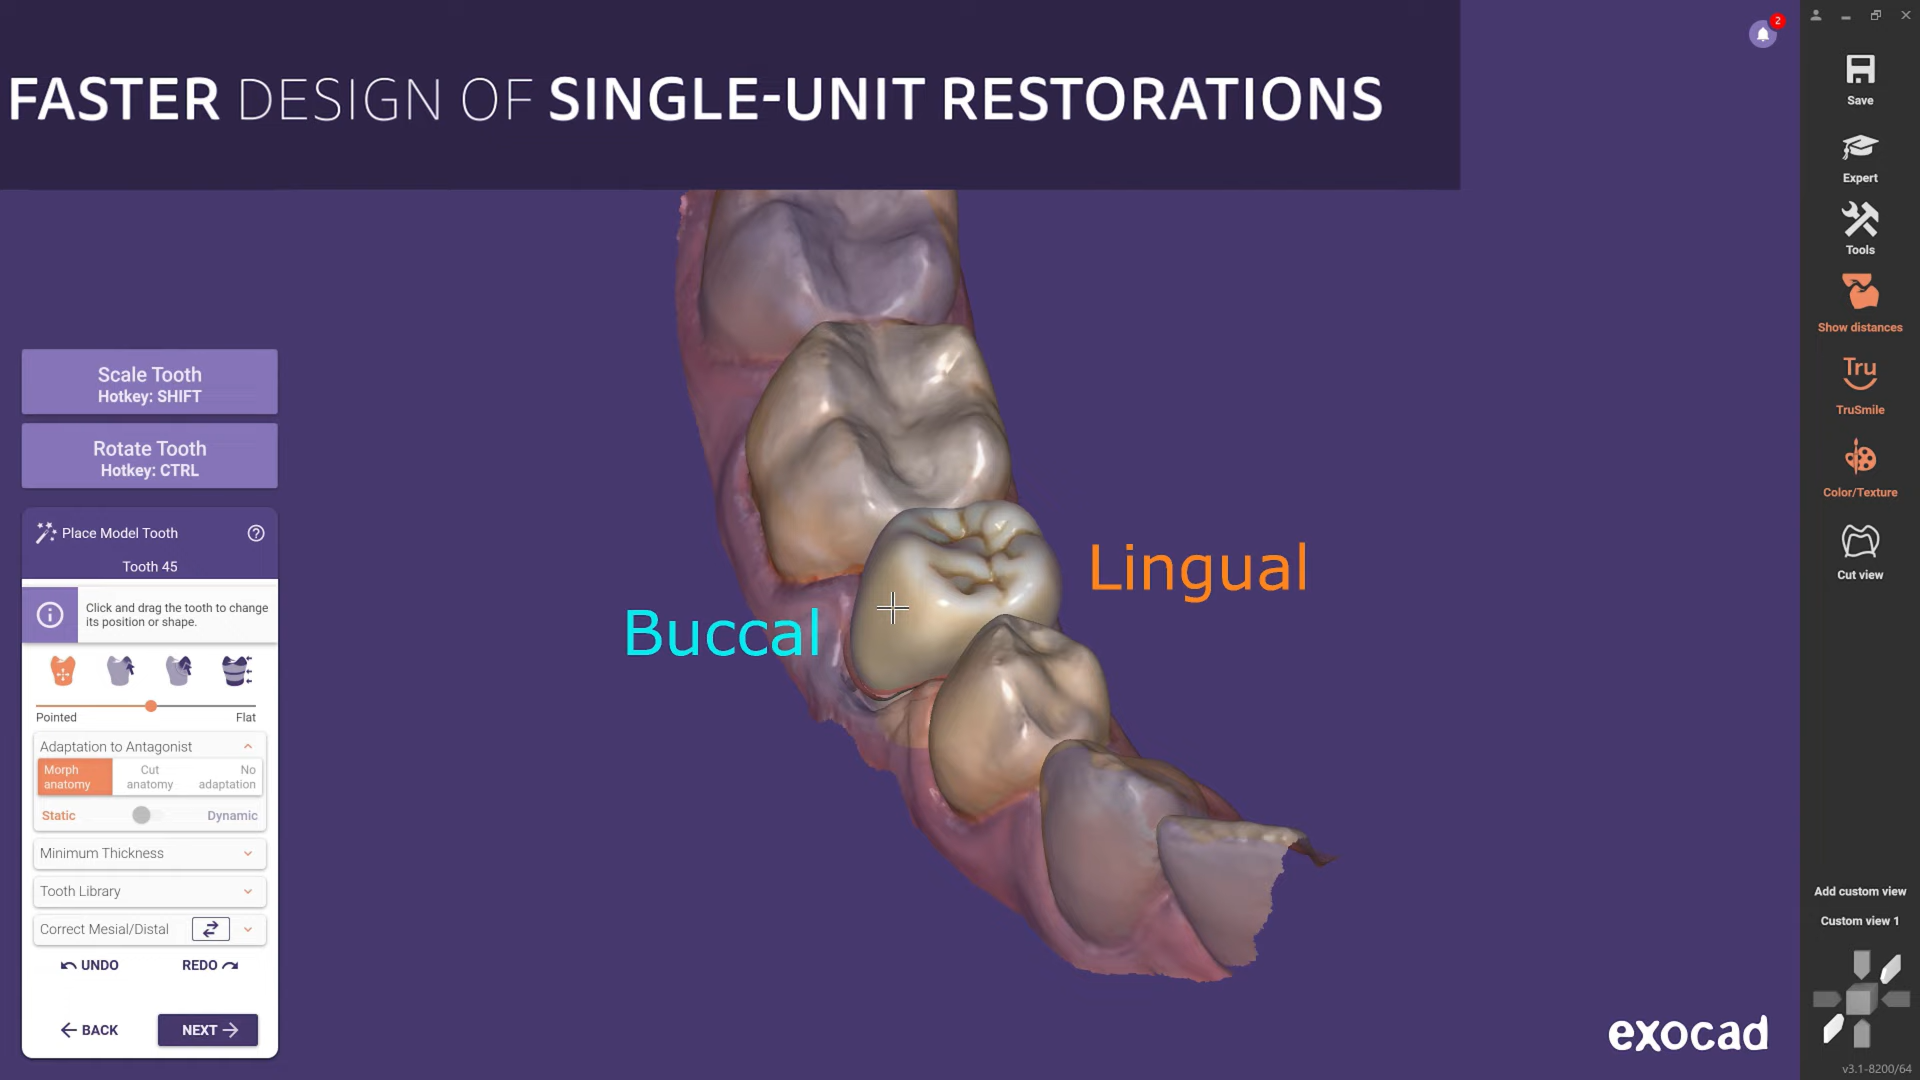 FASTER DESIGN OF SINGLE-UNIT RESTORATIONS
2
Save
Expert
Tools
Show distances
Tru
TruSmile
Color/Texture
Cut view
Add custom view
Custom view 1
v3.1-8200/64
Scale Tooth
Hotkey: SHIFT
Rotate Tooth
Hotkey: CTRL
Place Model Tooth
Tooth 45
Click and drag the tooth to change
its position or shape.
Pointed Flat
Adaptation to Antagonist
Morph anatomy
Cut anatomy
No adaptation
Static Dynamic
Minimum Thickness
Tooth Library
Correct Mesial/Distal
UNDO REDO
BACK NEXT
Buccal
Lingual
exocad